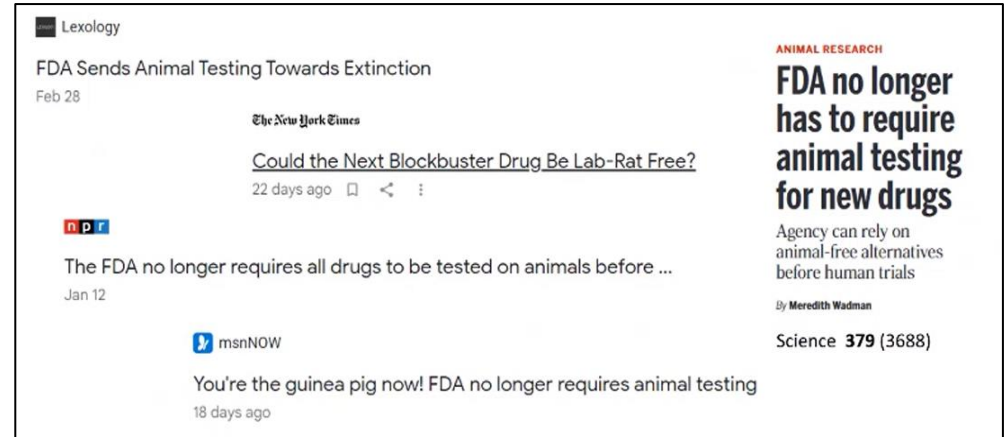 Lexology
FDA Sends Animal Testing Towards Extinction
Feb 28
The New York Times
Could the Next Blockbuster Drug Be Lab-Rat Free?
22 days ago
npr
The FDA no longer requires all drugs to be tested on animals before ...
Jan 12
msnNOW
You're the guinea pig now! FDA no longer requires animal testing
18 days ago
ANIMAL RESEARCH
FDA no longer
has to require
animal testing
for new drugs
Agency can rely on
animal-free alternatives
before human trials
By Meredith Wadman
Science 379 (3688)